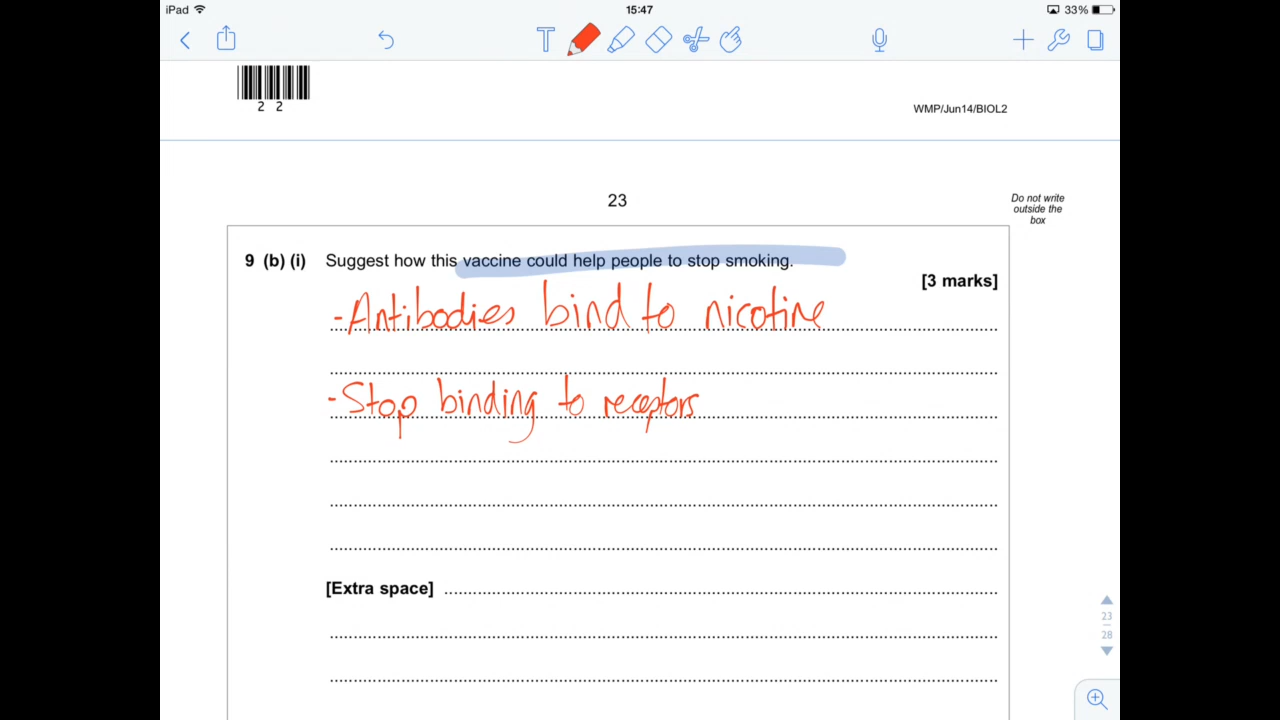 iPad
15:47
33%
T
2 2
WMP/Jun14/BIOL2
23
Do not write
outside the
box
9 (b) (i) Suggest how this vaccine could help people to stop smoking.
[3 marks]
-Antibodies bind to nicotine
-Stop binding to receptors
[Extra space]
23
28